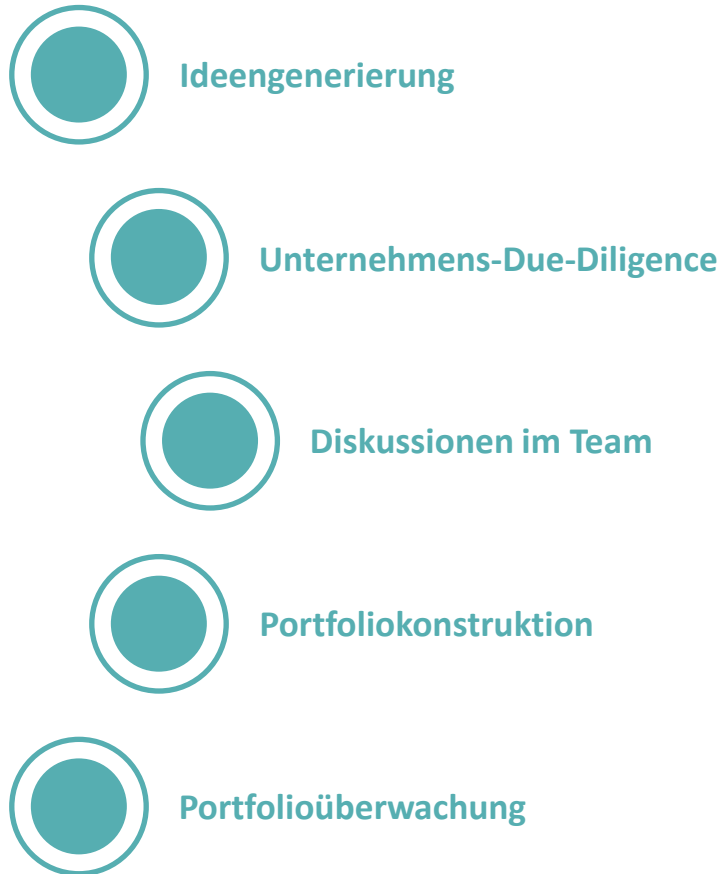 Ideengenerierung
Unternehmens-Due-Diligence
Diskussionen im Team
Portfoliokonstruktion
Portfolioüberwachung